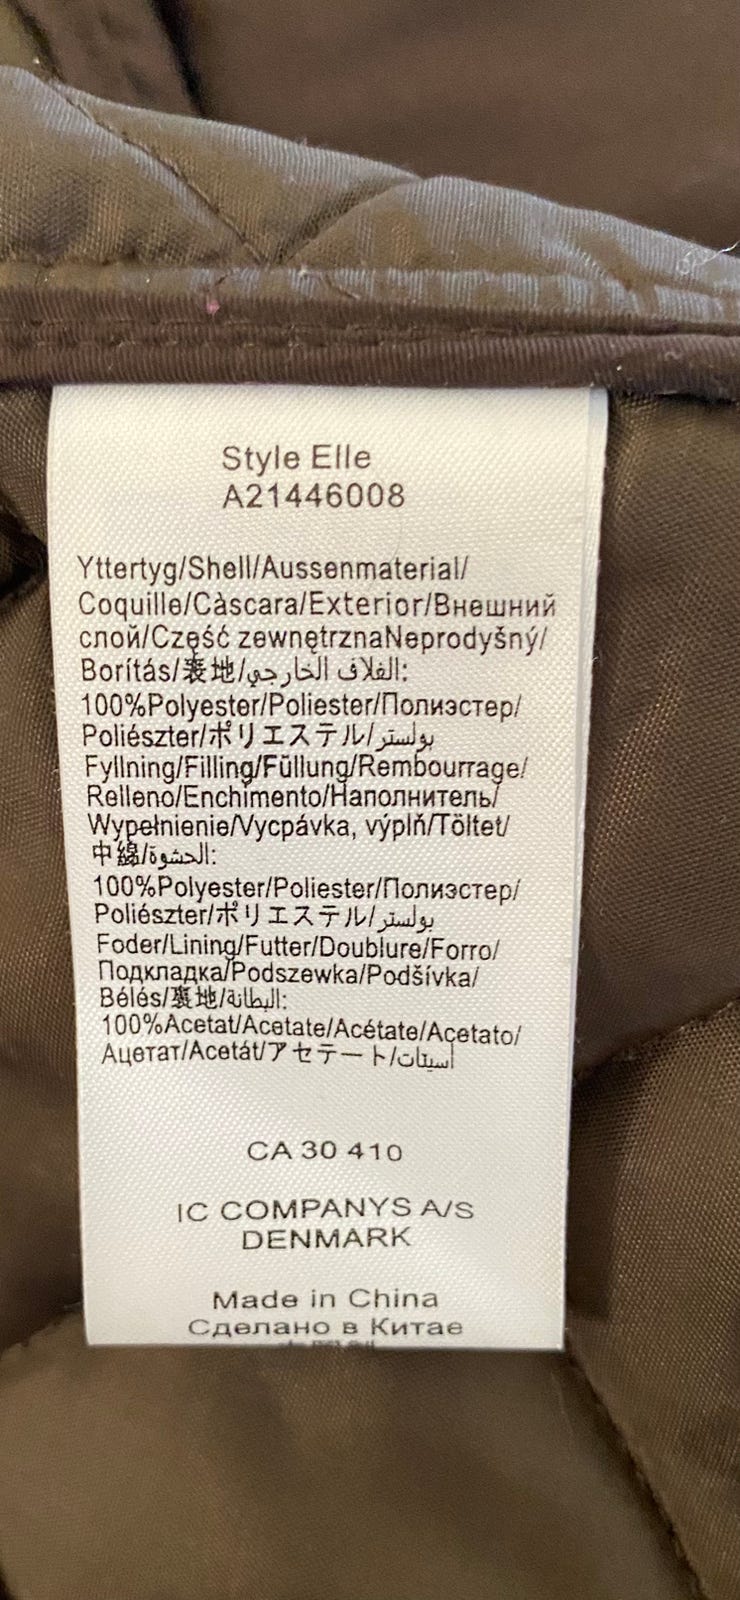 Style Elle
A21446008
Yttertyg/Shell/Aussenmaterial/
Coquille/Càscara/Exterior/Внешний
слой/Część zewnętrznaNeprodyšný/
Borítás/裏地/الغلاف الخارجي:
100%Polyester/Poliester/Полиэстер/
Poliészter/ポリエステル/بولستر
Fyllning/Filling/Füllung/Rembourrage/
Relleno/Enchimento/Наполнитель/
Wypełnienie/Vycpávka, výplň/Töltet/
中綿/الحشوة:
100%Polyester/Poliester/Полиэстер/
Poliészter/ポリエステル/بولستر
Foder/Lining/Futter/Doublure/Forro/
Подкладка/Podszewka/Podšívka/
Bélés/裏地/البطانة:
100%Acetat/Acetate/Acétate/Acetato/
Ацетат/Acetát/アセテート/أسيتات
CA 30 410
IC COMPANYS A/S
DENMARK
Made in China
Сделано в Китае